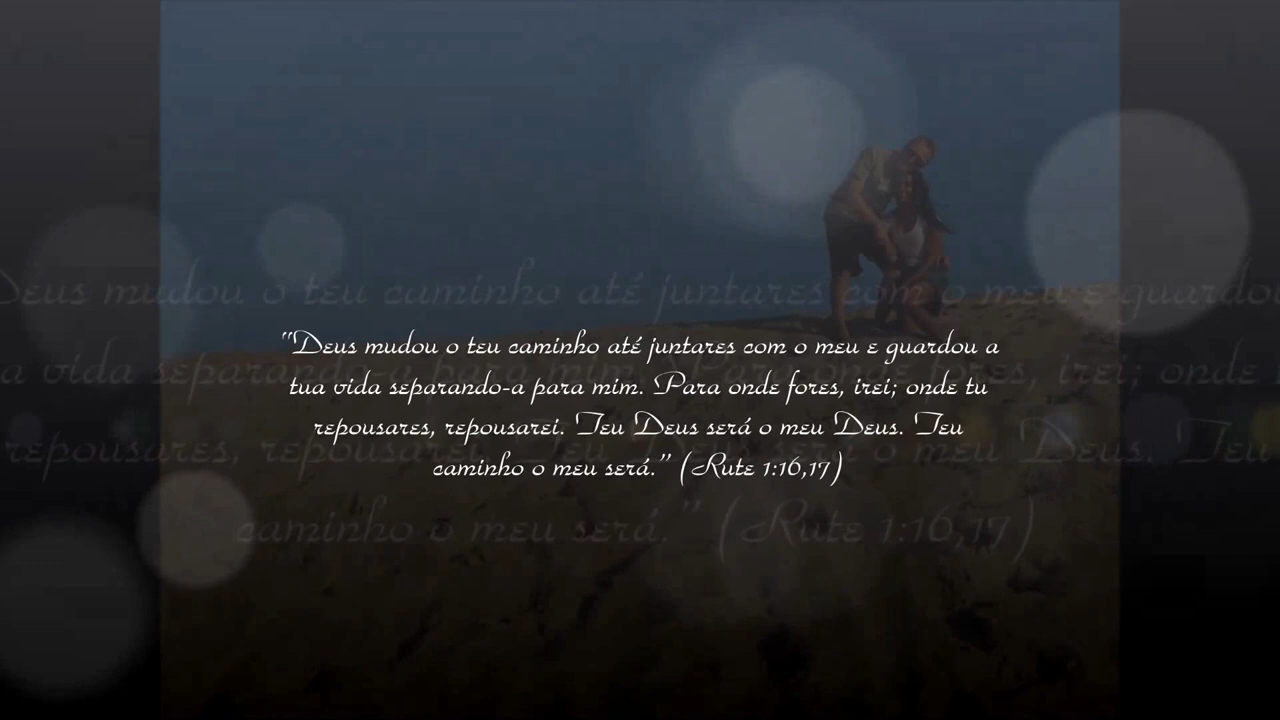 "Deus mudou o teu caminho até juntares com o meu e guardou a
tua vida separando-a para mim. Para onde fores, irei; onde tu
repousares, repousarei. Teu Deus será o meu Deus. Teu
caminho o meu será." (Rute 1:16,17)